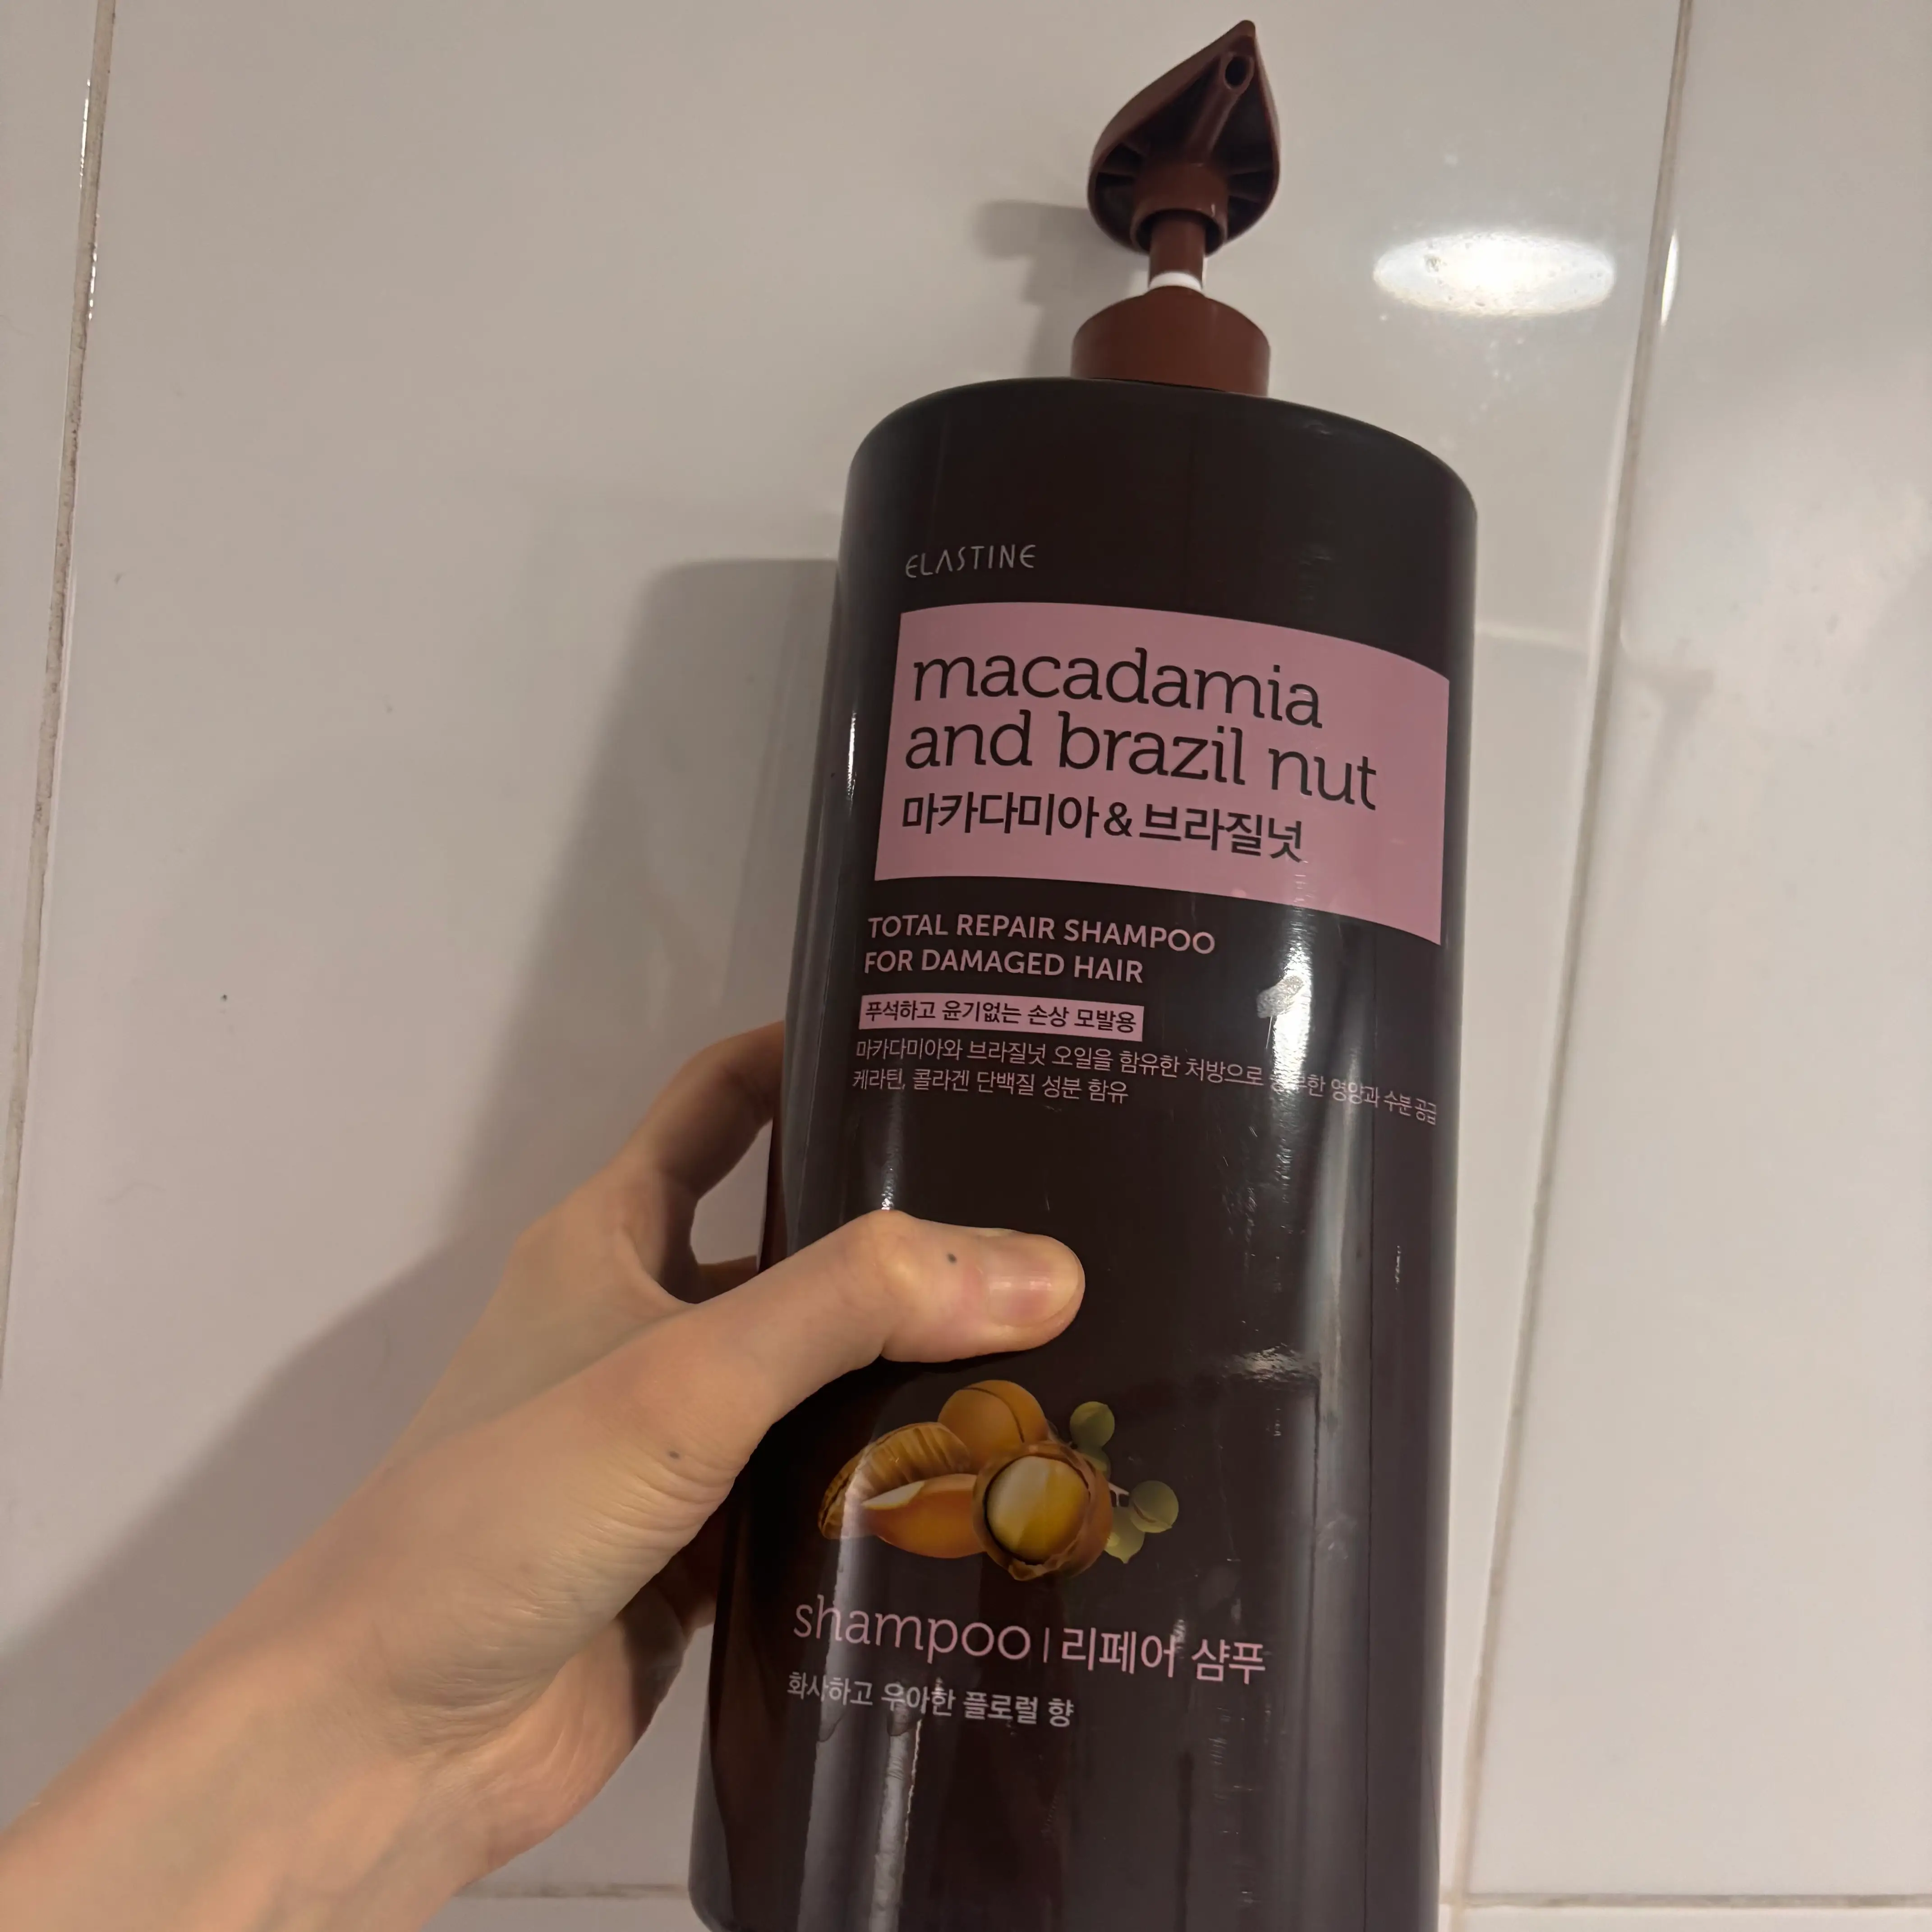 ELASTINE
macadamia
and brazil nut
마카다미아&브라질넛
TOTAL REPAIR SHAMPOO
FOR DAMAGED HAIR
푸석하고 윤기없는 손상 모발용
마카다미아와 브라질넛 오일을 함유한 처방으로 영양과 수분 공급
케라틴, 콜라겐 단백질 성분 함유
shampoo | 리페어 샴푸
화사하고 우아한 플로럴 향